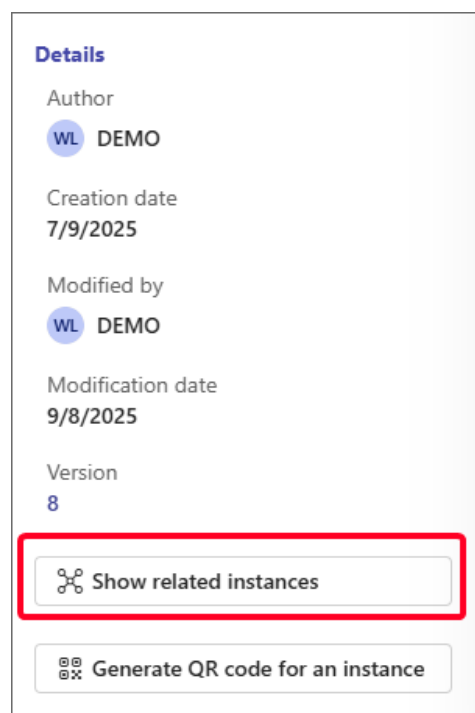 Details
Author
WL DEMO
Creation date
7/9/2025
Modified by
WL DEMO
Modification date
9/8/2025
Version
8
Show related instances
Generate QR code for an instance